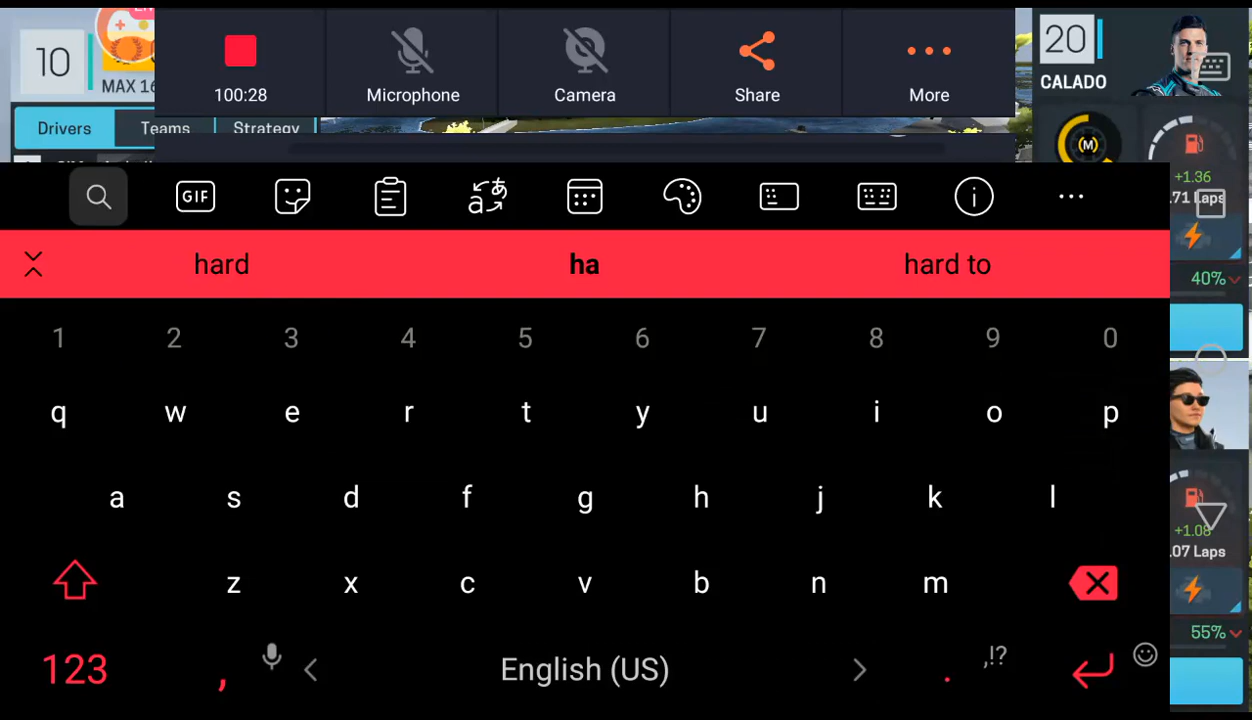 10
MAX 16
100:28
Microphone
Camera
Share
More
20
CALADO
Drivers
Teams
Strategy
M
+1.36
.71 Laps
40%
GIF
hard
ha
hard to
1 2 3 4 5 6 7 8 9 0
q w e r t y u i o p
a s d f g h j k l
z x c v b n m
123 , English (US) . ,!?
+1.08
.07 Laps
55%